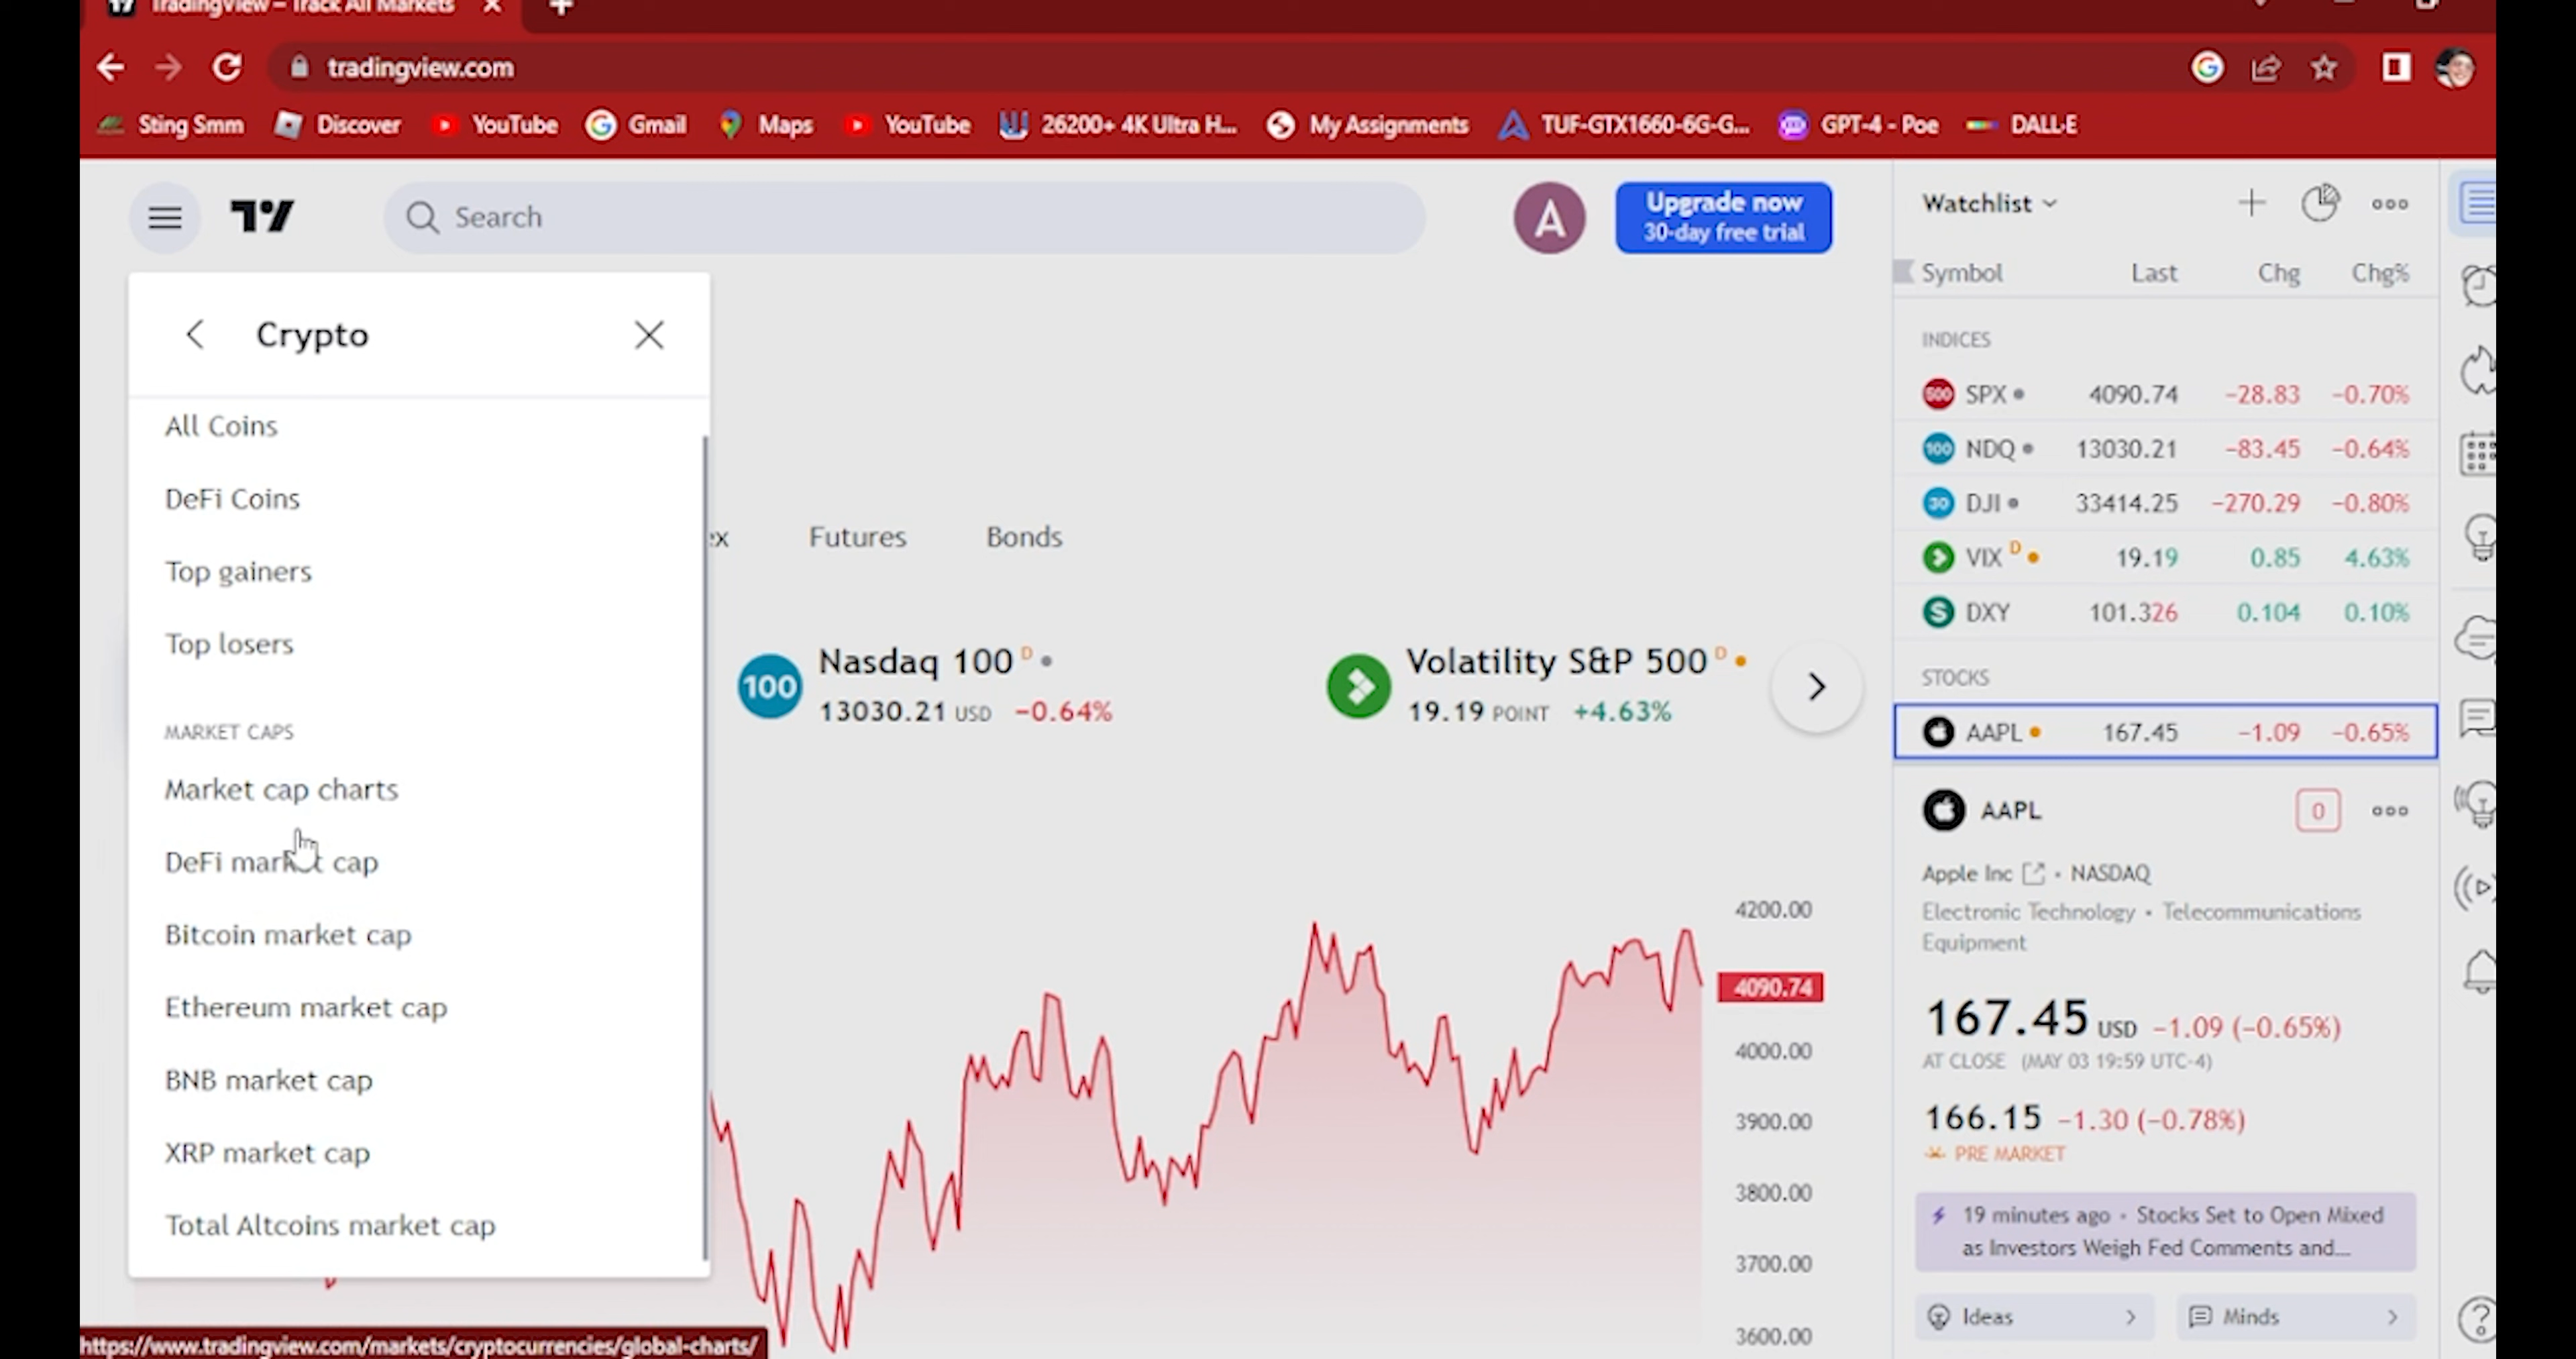 TradingView – Track All Markets
tradingview.com
Sting Smm
Discover
YouTube
Gmail
Maps
YouTube
26200+ 4K Ultra H...
My Assignments
TUF-GTX1660-6G-G...
GPT-4 - Poe
DALL·E
Search
A
Upgrade now
30-day free trial
Crypto
All Coins
DeFi Coins
Top gainers
Top losers
MARKET CAPS
Market cap charts
DeFi market cap
Bitcoin market cap
Ethereum market cap
BNB market cap
XRP market cap
Total Altcoins market cap
Futures
Bonds
100
Nasdaq 100 D
13030.21 USD −0.64%
Volatility S&P 500 D
19.19 POINT +4.63%
4200.00
4090.74
4000.00
3900.00
3800.00
3700.00
3600.00
Watchlist
Symbol Last Chg Chg%
INDICES
500 SPX 4090.74 −28.83 −0.70%
100 NDQ 13030.21 −83.45 −0.64%
30 DJI 33414.25 −270.29 −0.80%
VIX D 19.19 0.85 4.63%
S DXY 101.326 0.104 0.10%
STOCKS
AAPL 167.45 −1.09 −0.65%
AAPL
0
Apple Inc • NASDAQ
Electronic Technology • Telecommunications
Equipment
167.45 USD −1.09 (−0.65%)
AT CLOSE (MAY 03 19:59 UTC-4)
166.15 −1.30 (−0.78%)
PRE MARKET
19 minutes ago • Stocks Set to Open Mixed
as Investors Weigh Fed Comments and...
Ideas
Minds
https://www.tradingview.com/markets/cryptocurrencies/global-charts/